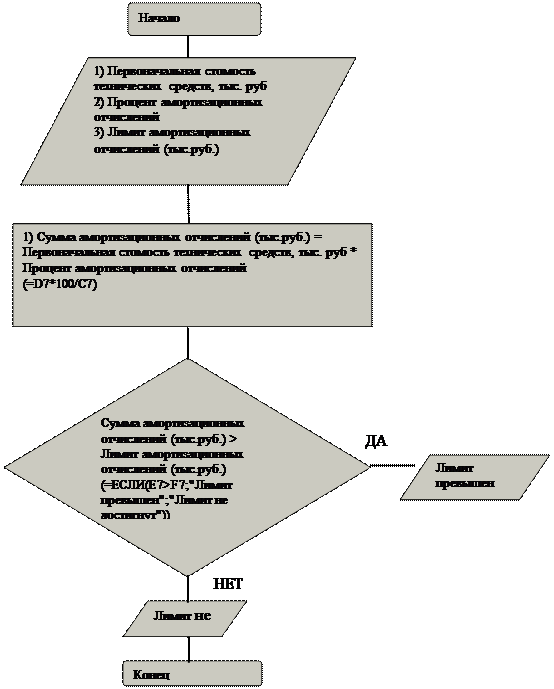 Начало
1) Первоначальная стоимость
технических средств, тыс. руб
2) Процент амортизационных
отчислений
3) Лимит амортизационных
отчислений (тыс.руб.)
1) Сумма амортизационных отчислений (тыс.руб.) =
Первоначальная стоимость технических средств, тыс. руб *
Процент амортизационных отчислений
(=D7*100/C7)
Сумма амортизационных
отчислений (тыс.руб.) >
Лимит амортизационных
отчислений (тыс.руб.)
(=ЕСЛИ(E7>F7;"Лимит
превышен";"Лимит не
достигнут"))
ДА
Лимит
превышен
НЕТ
Лимит не
Конец